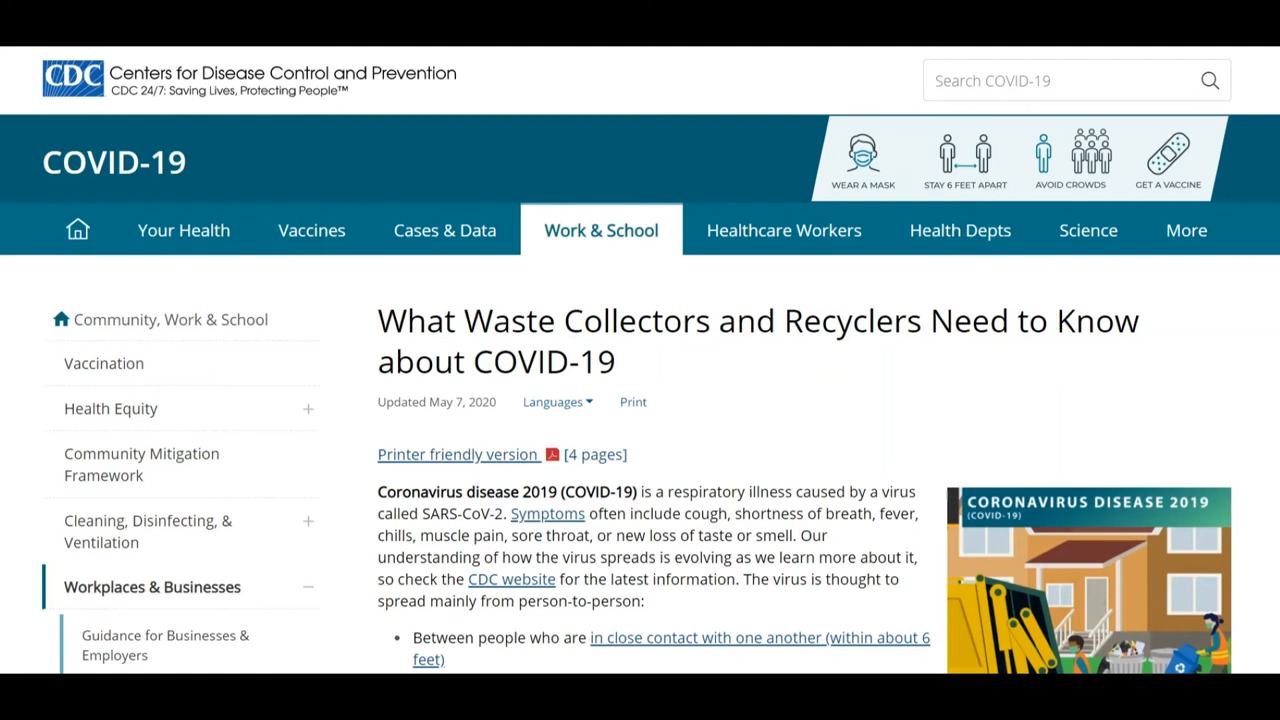 CDC Centers for Disease Control and Prevention
CDC 24/7: Saving Lives, Protecting People™
Search COVID-19
COVID-19
WEAR A MASK STAY 6 FEET APART AVOID CROWDS GET A VACCINE
Your Health Vaccines Cases & Data Work & School Healthcare Workers Health Depts Science More
Community, Work & School
Vaccination
Health Equity
Community Mitigation
Framework
Cleaning, Disinfecting, &
Ventilation
Workplaces & Businesses
Guidance for Businesses &
Employers
What Waste Collectors and Recyclers Need to Know
about COVID-19
Updated May 7, 2020 Languages Print
Printer friendly version [4 pages]
Coronavirus disease 2019 (COVID-19) is a respiratory illness caused by a virus
called SARS-CoV-2. Symptoms often include cough, shortness of breath, fever,
chills, muscle pain, sore throat, or new loss of taste or smell. Our
understanding of how the virus spreads is evolving as we learn more about it,
so check the CDC website for the latest information. The virus is thought to
spread mainly from person-to-person:
• Between people who are in close contact with one another (within about 6
feet)
CORONAVIRUS DISEASE 2019
(COVID-19)